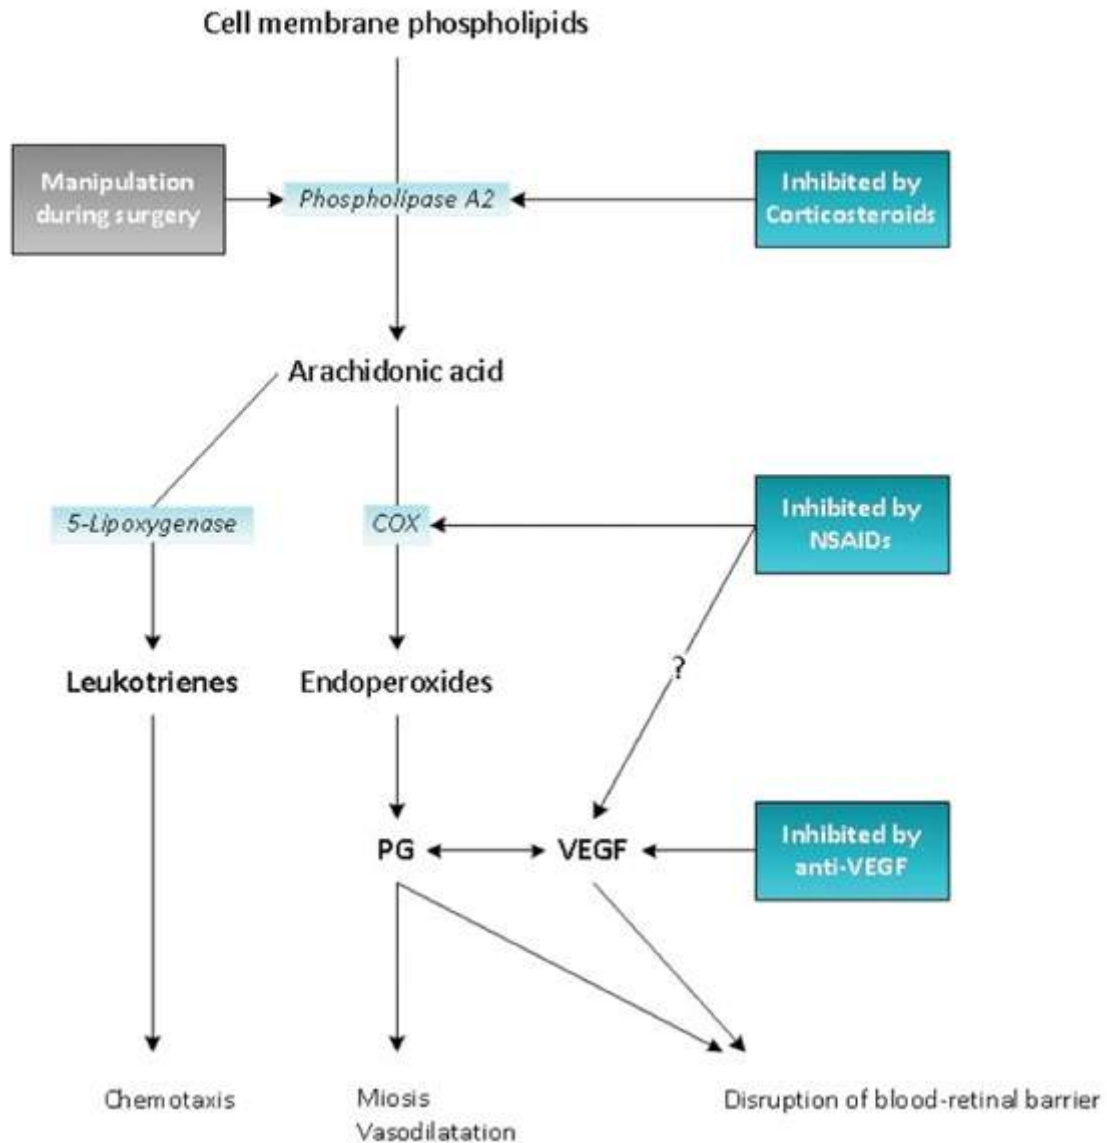 Cell membrane phospholipids
Manipulation
during surgery
Phospholipase A2
Inhibited by
Corticosteroids
Arachidonic acid
5-Lipoxygenase
COX
Inhibited by
NSAIDs
Leukotrienes
Endoperoxides
?
PG
VEGF
Inhibited by
anti-VEGF
Chemotaxis
Miosis
Vasodilatation
Disruption of blood-retinal barrier